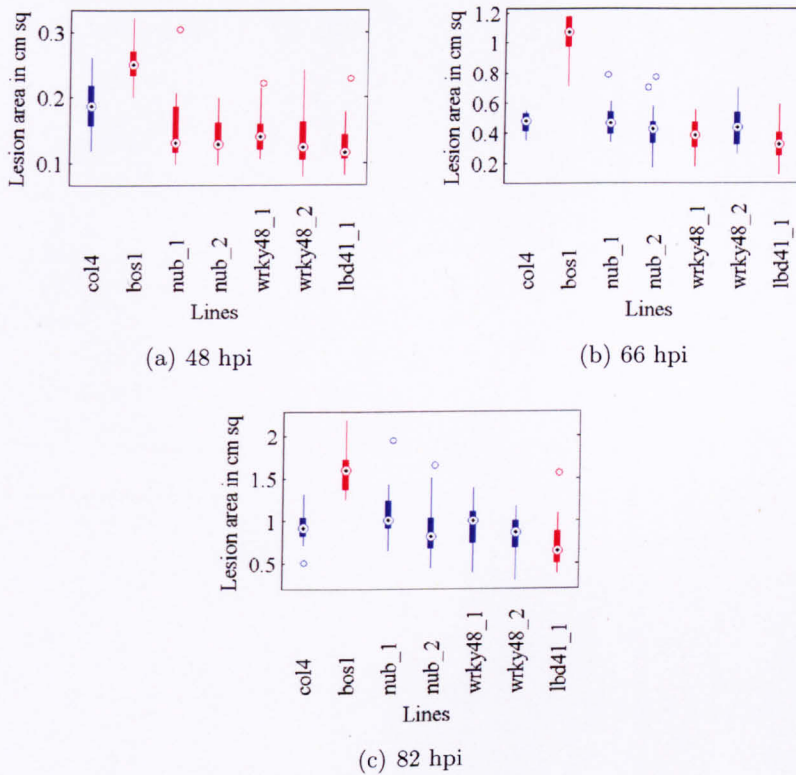 Lesion area in cm sq
0.3
0.2
0.1
col4
bos1
nub_1
nub_2
wrky48_1
wrky48_2
lbd41_1
Lines
(a) 48 hpi
Lesion area in cm sq
1.2
1
0.8
0.6
0.4
0.2
col4
bos1
nub_1
nub_2
wrky48_1
wrky48_2
lbd41_1
Lines
(b) 66 hpi
Lesion area in cm sq
2
1.5
1
0.5
col4
bos1
nub_1
nub_2
wrky48_1
wrky48_2
lbd41_1
Lines
(c) 82 hpi